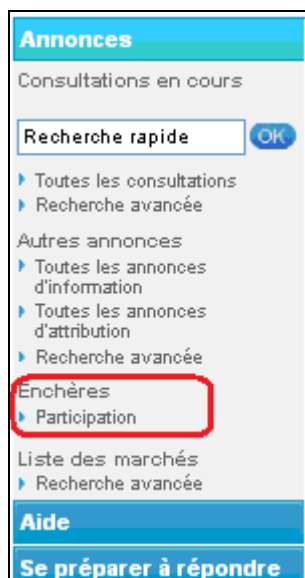 Annonces
Consultations en cours
Recherche rapide OK
Toutes les consultations
Recherche avancée
Autres annonces
Toutes les annonces
d'information
Toutes les annonces
d'attribution
Recherche avancée
Enchères
Participation
Liste des marchés
Recherche avancée
Aide
Se préparer à répondre